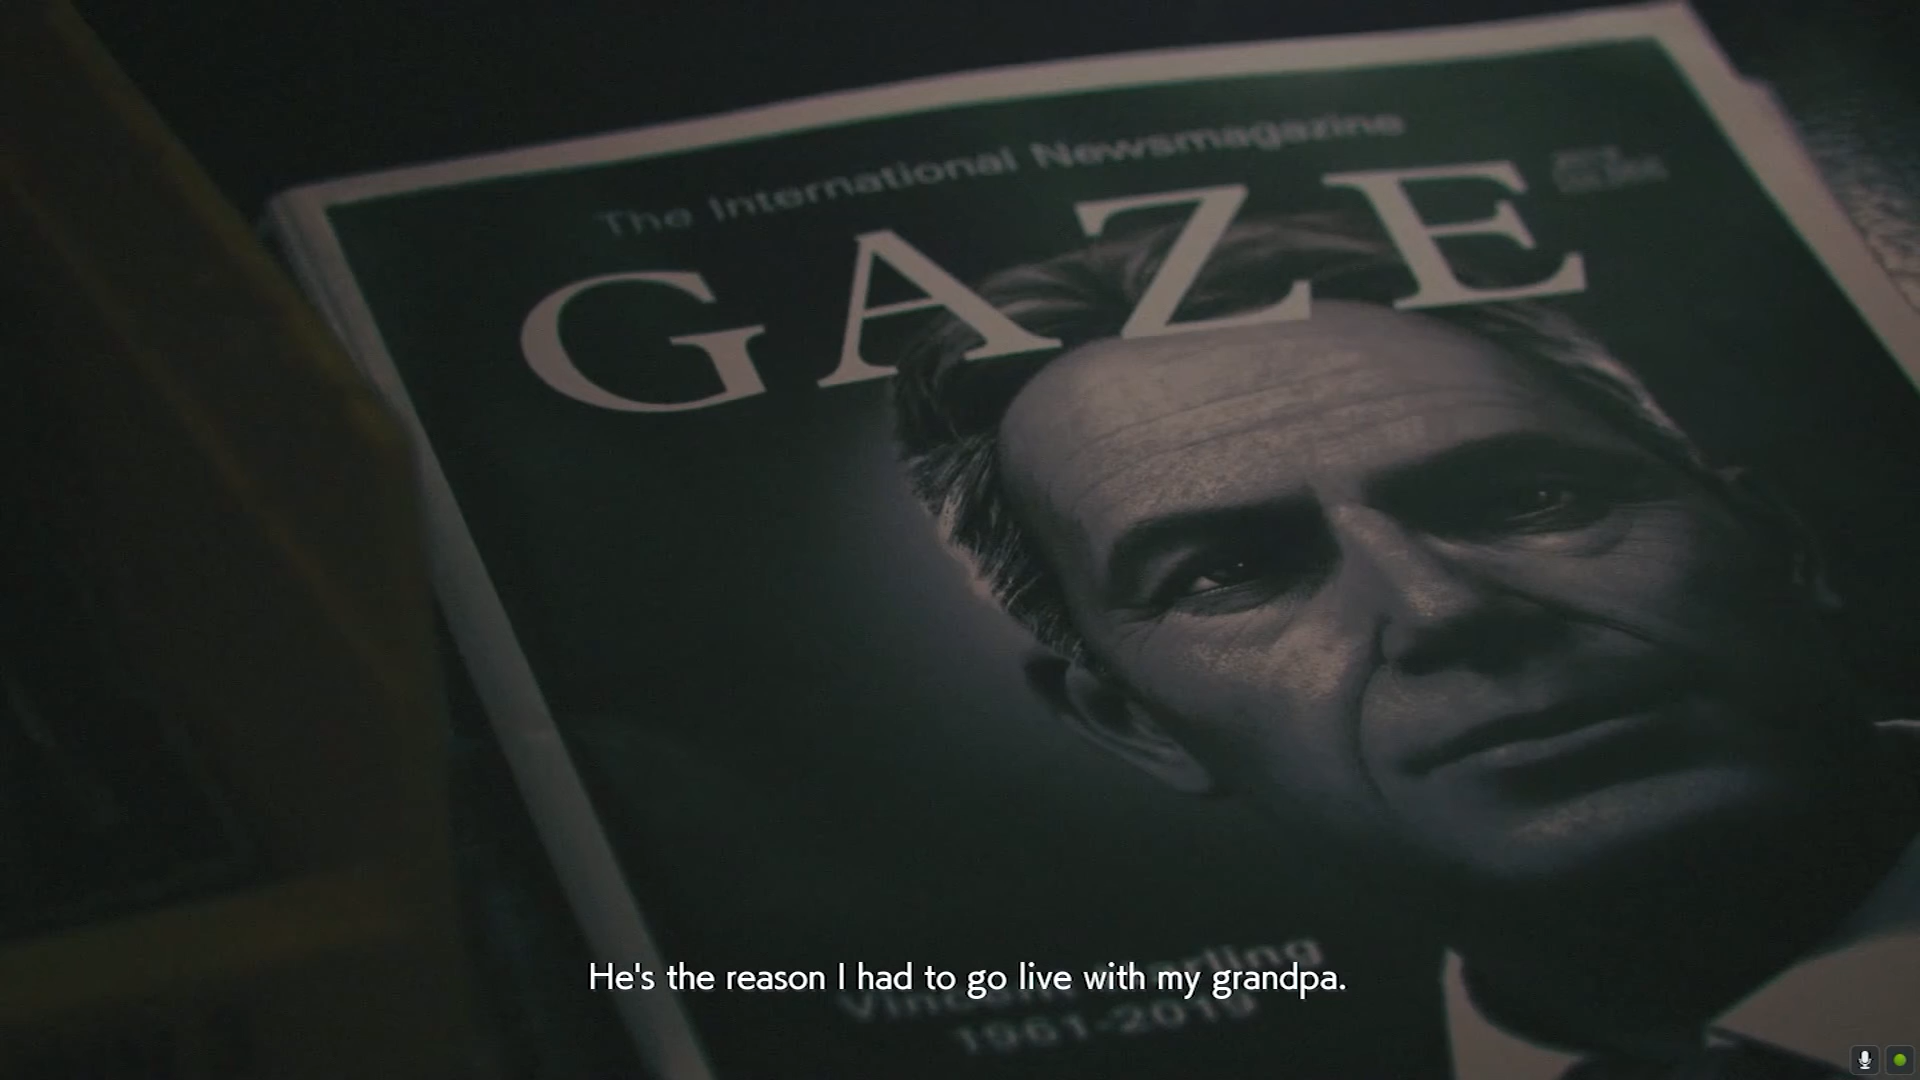 The International Newsmagazine
GAZE
He's the reason I had to go live with my grandpa.
1961-2019